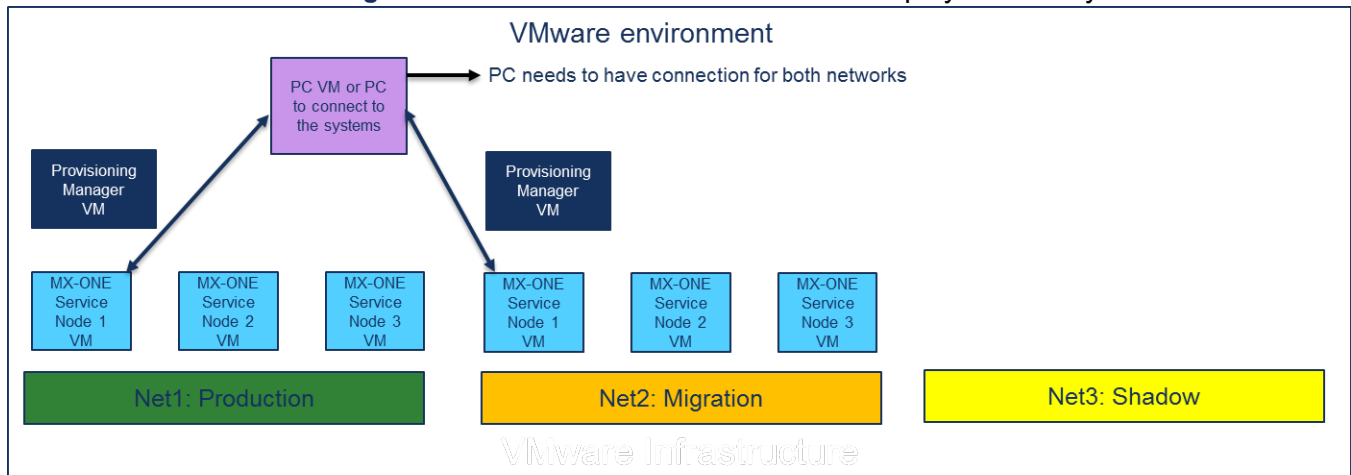 VMware environment
PC needs to have connection for both networks
PC VM or PC
to connect to
the systems
Provisioning
Manager
VM
Provisioning
Manager
VM
MX-ONE
Service
Node 1
VM
MX-ONE
Service
Node 2
VM
MX-ONE
Service
Node 3
VM
MX-ONE
Service
Node 1
VM
MX-ONE
Service
Node 2
VM
MX-ONE
Service
Node 3
VM
Net1: Production
Net2: Migration
Net3: Shadow
VMware Infrastructure